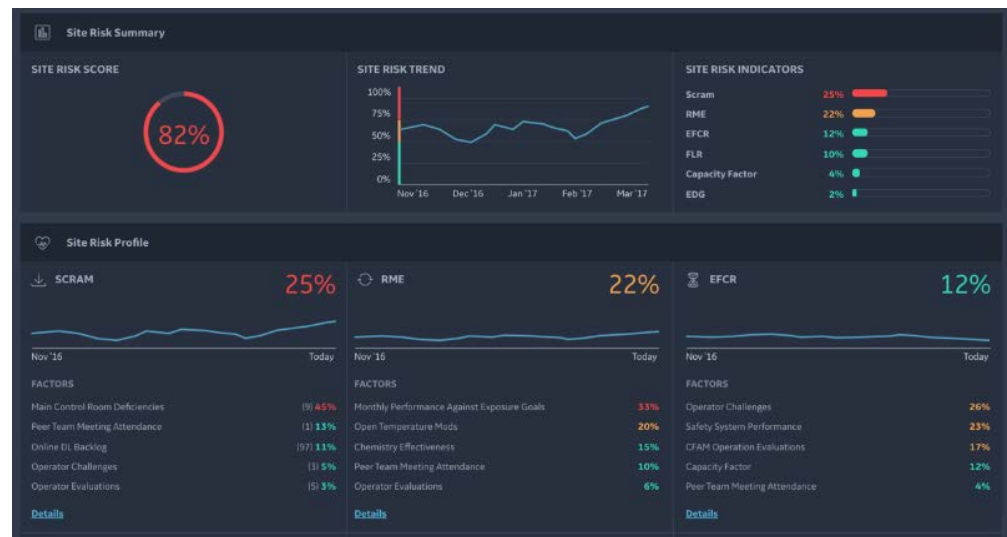 Site Risk Summary
SITE RISK SCORE
82%
SITE RISK TREND
100%
75%
50%
25%
0%
Nov '16 Dec '16 Jan '17 Feb '17 Mar '17
SITE RISK INDICATORS
Scram 25%
RME 22%
EFCR 12%
FLR 10%
Capacity Factor 4%
EDG 2%
Site Risk Profile
SCRAM 25%
Nov '16 Today
FACTORS
Main Control Room Deficiencies (9) 45%
Peer Team Meeting Attendance (1) 13%
Online DL Backlog (97) 11%
Operator Challenges (3) 5%
Operator Evaluations (5) 3%
Details
RME 22%
Nov '16 Today
FACTORS
Monthly Performance Against Exposure Goals 33%
Open Temperature Mods 20%
Chemistry Effectiveness 15%
Peer Team Meeting Attendance 10%
Operator Evaluations 6%
Details
EFCR 12%
Nov '16 Today
FACTORS
Operator Challenges 26%
Safety System Performance 23%
CFAM Operation Evaluations 17%
Capacity Factor 12%
Peer Team Meeting Attendance 4%
Details